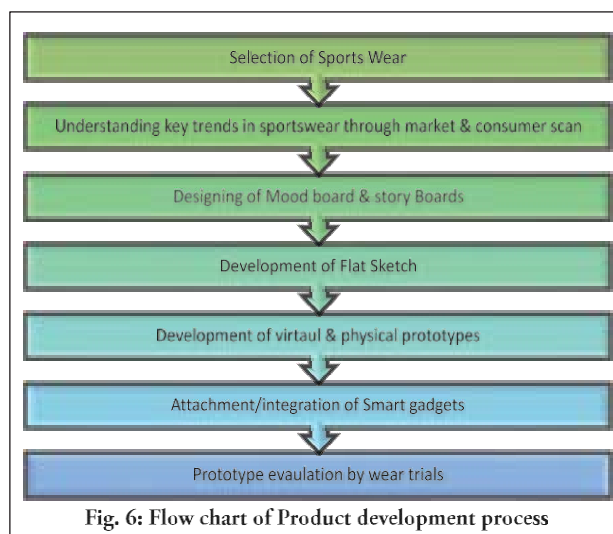 Selection of Sports Wear
Understanding key trends in sportswear through market & consumer scan
Designing of Mood board & story Boards
Development of Flat Sketch
Development of virtaul & physical prototypes
Attachment/integration of Smart gadgets
Prototype evaulation by wear trials
Fig. 6: Flow chart of Product development process